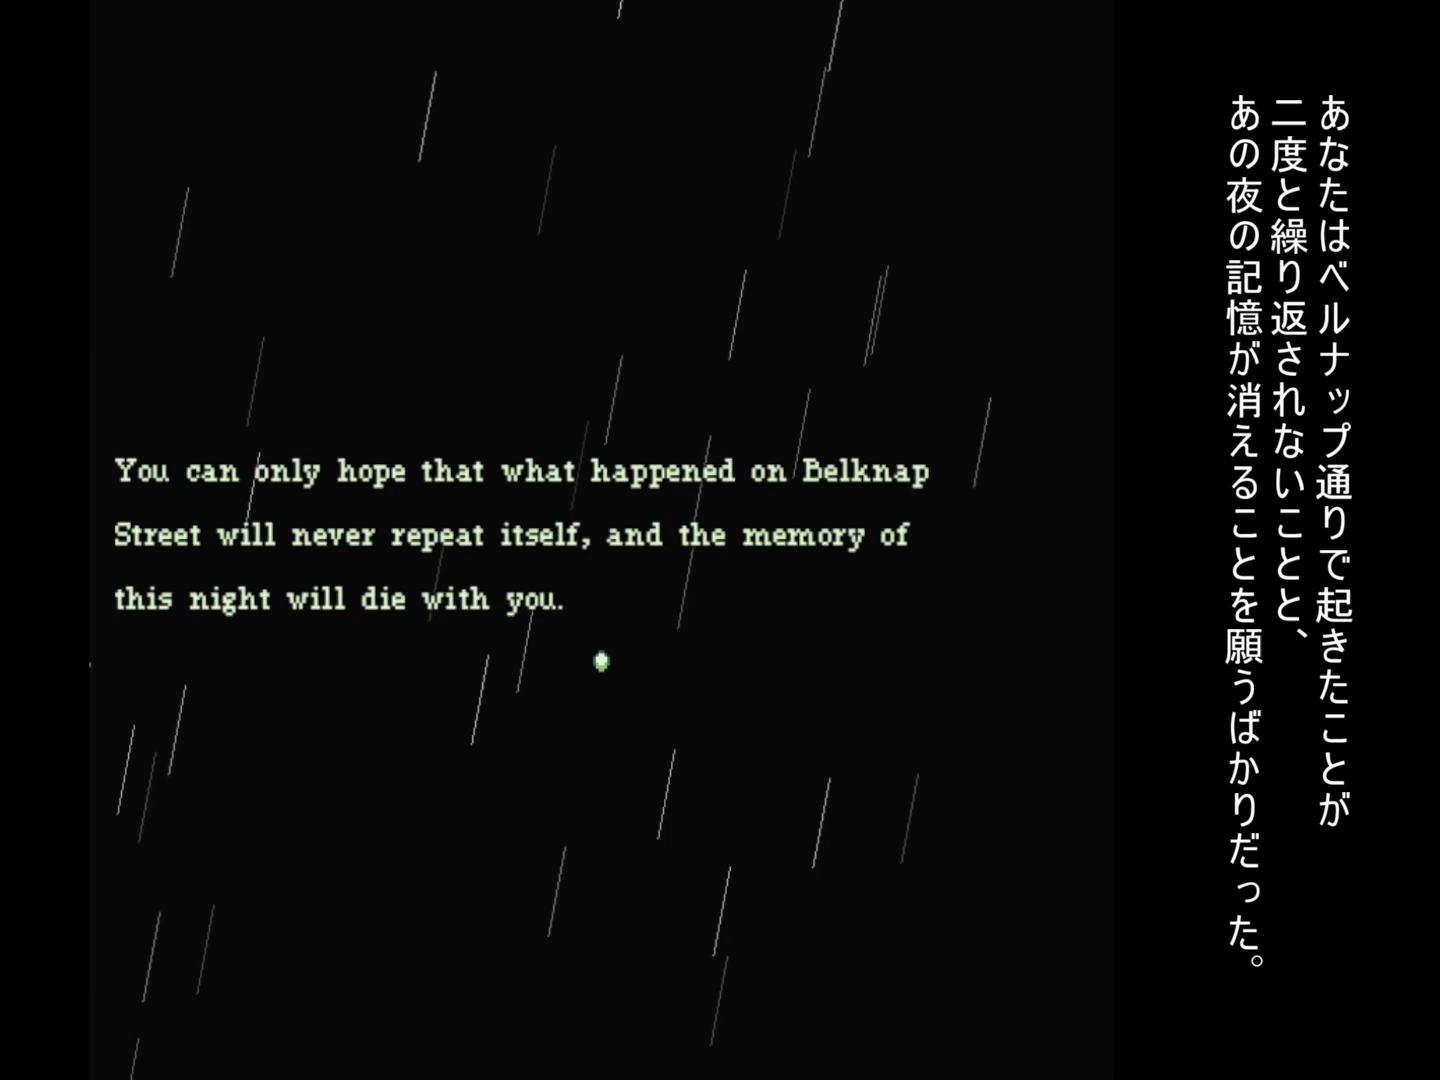 You can only hope that what happened on Belknap
Street will never repeat itself, and the memory of
this night will die with you.
あなたはベルナップ通りで起きたことが
二度と繰り返されないことと、
あの夜の記憶が消えることを願うばかりだった。